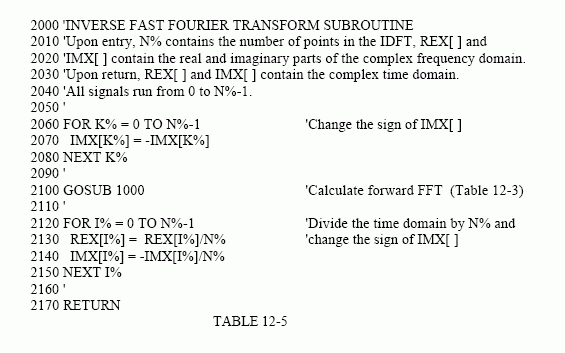 2000 'INVERSE FAST FOURIER TRANSFORM SUBROUTINE
2010 'Upon entry, N% contains the number of points in the IDFT, REX[ ] and
2020 'IMX[ ] contain the real and imaginary parts of the complex frequency domain.
2030 'Upon return, REX[ ] and IMX[ ] contain the complex time domain.
2040 'All signals run from 0 to N%-1.
2050 '
2060 FOR K% = 0 TO N%-1 'Change the sign of IMX[ ]
2070 IMX[K%] = -IMX[K%]
2080 NEXT K%
2090 '
2100 GOSUB 1000 'Calculate forward FFT (Table 12-3)
2110 '
2120 FOR I% = 0 TO N%-1 'Divide the time domain by N% and
2130 REX[I%] = REX[I%]/N% 'change the sign of IMX[ ]
2140 IMX[I%] = -IMX[I%]/N%
2150 NEXT I%
2160 '
2170 RETURN
TABLE 12-5